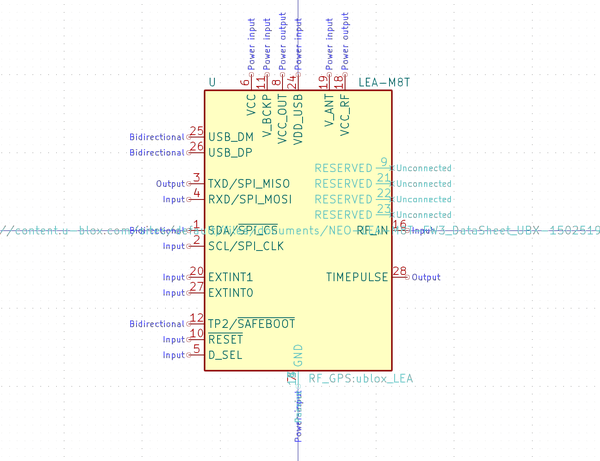 Power input
Power input
Power output
Power input
Power input
Power output
6
11
8
24
19
18
U
LEA-M8T
VCC
V_BCKP
VCC_OUT
VDD_USB
V_ANT
VCC_RF
Bidirectional 25 USB_DM
Bidirectional 26 USB_DP
RESERVED 9 Unconnected
Output 3 TXD/SPI_MISO
RESERVED 21 Unconnected
Input 4 RXD/SPI_MOSI
RESERVED 22 Unconnected
RESERVED 23 Unconnected
Bidirectional 1 SDA/SPI_CS
RF_IN 16 Input
Input 2 SCL/SPI_CLK
Input 20 EXTINT1
TIMEPULSE 28 Output
Input 27 EXTINT0
Bidirectional 12 TP2/SAFEBOOT
Input 10 RESET
Input 5 D_SEL
GND
RF_GPS:ublox_LEA
Power input